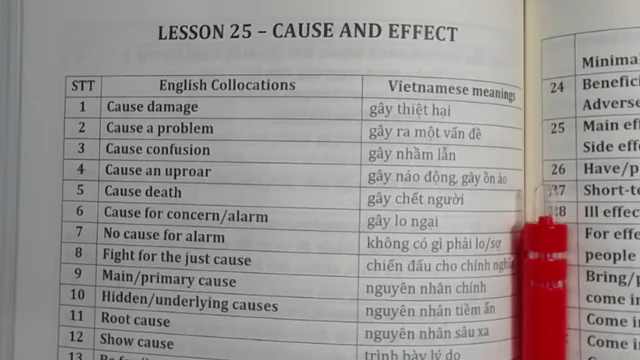 LESSON 25 – CAUSE AND EFFECT
STT English Collocations Vietnamese meanings
1 Cause damage gây thiệt hại
2 Cause a problem gây ra một vấn đề
3 Cause confusion gây nhầm lẫn
4 Cause an uproar gây náo động, gây ồn ào
5 Cause death gây chết người
6 Cause for concern/alarm gây lo ngại
7 No cause for alarm không có gì phải lo/sợ
8 Fight for the just cause chiến đấu cho chính nghĩa
9 Main/primary cause nguyên nhân chính
10 Hidden/underlying causes nguyên nhân tiềm ẩn
11 Root cause nguyên nhân sâu xa
12 Show cause trình bày lý do
13
Minimal
24 Benefici
Adverse
25 Main eff
Side eff
26 Have/p
27 Short-te
28 Ill effec
For effe
people
Bring/p
come in
Come in
Come in